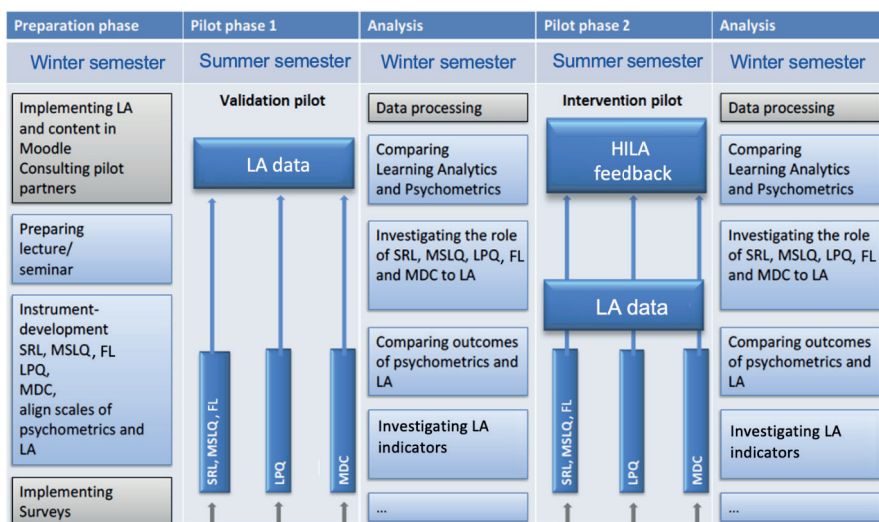 Preparation phase
Winter semester
Implementing LA
and content in
Moodle
Consulting pilot
partners
Preparing
lecture/
seminar
Instrument-
development
SRL, MSLQ, FL
LPQ,
MDC,
align scales of
psychometrics and
LA
Implementing
Surveys
Pilot phase 1
Summer semester
Validation pilot
LA data
SRL, MSLQ, FL
LPQ
MDC
Analysis
Winter semester
Data processing
Comparing
Learning Analytics
and Psychometrics
Investigating the role
of SRL, MSLQ, LPQ, FL
and MDC to LA
Comparing outcomes
of psychometrics and
LA
Investigating LA
indicators
...
Pilot phase 2
Summer semester
Intervention pilot
HILA
feedback
LA data
SRL, MSLQ, FL
LPQ
MDC
Analysis
Winter semester
Data processing
Comparing
Learning Analytics
and Psychometrics
Investigating the role
of SRL, MSLQ, LPQ, FL
and MDC to LA
Comparing outcomes
of psychometrics and
LA
Investigating LA
indicators
...